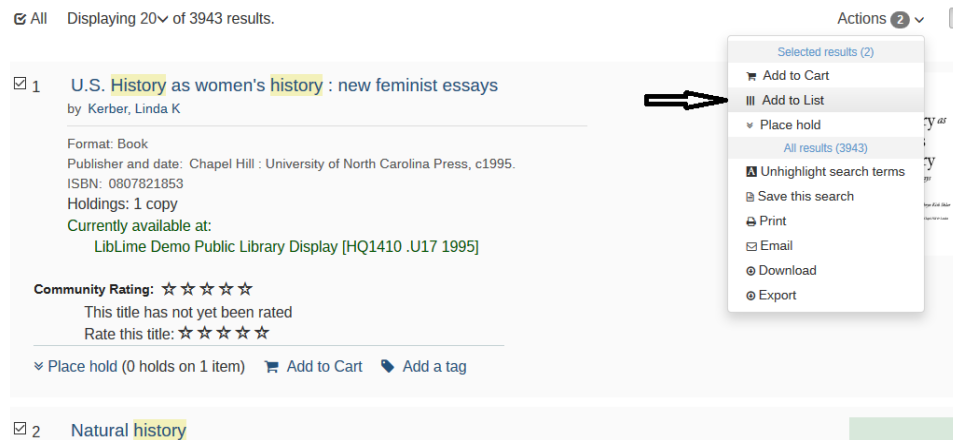 All Displaying 20 of 3943 results. Actions 2
Selected results (2)
Add to Cart
Add to List
Place hold
All results (3943)
Unhighlight search terms
Save this search
Print
Email
Download
Export
1 U.S. History as women's history : new feminist essays
by Kerber, Linda K
Format: Book
Publisher and date: Chapel Hill : University of North Carolina Press, c1995.
ISBN: 0807821853
Holdings: 1 copy
Currently available at:
LibLime Demo Public Library Display [HQ1410 .U17 1995]
Community Rating:
This title has not yet been rated
Rate this title:
Place hold (0 holds on 1 item) Add to Cart Add a tag
2 Natural history